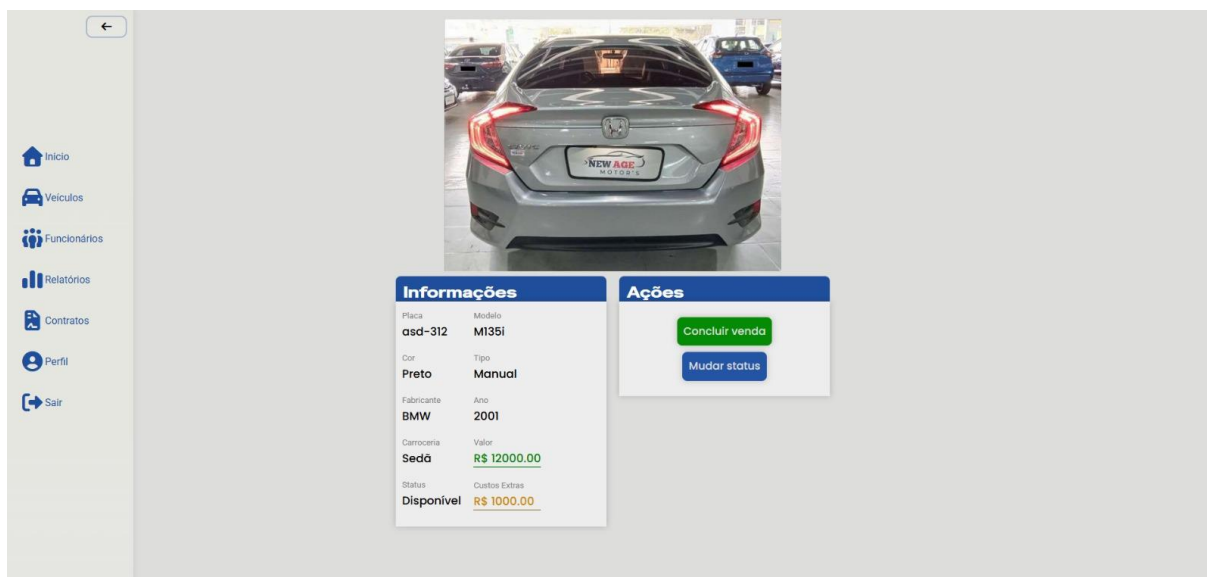 Inicio
Veículos
Funcionários
Relatórios
Contratos
Perfil
Sair
NEW AGE
MOTOR'S
Informações
Placa Modelo
asd-312 M135i
Cor Tipo
Preto Manual
Fabricante Ano
BMW 2001
Carroceria Valor
Sedã R$ 12000.00
Status Custos Extras
Disponível R$ 1000.00
Ações
Concluir venda
Mudar status